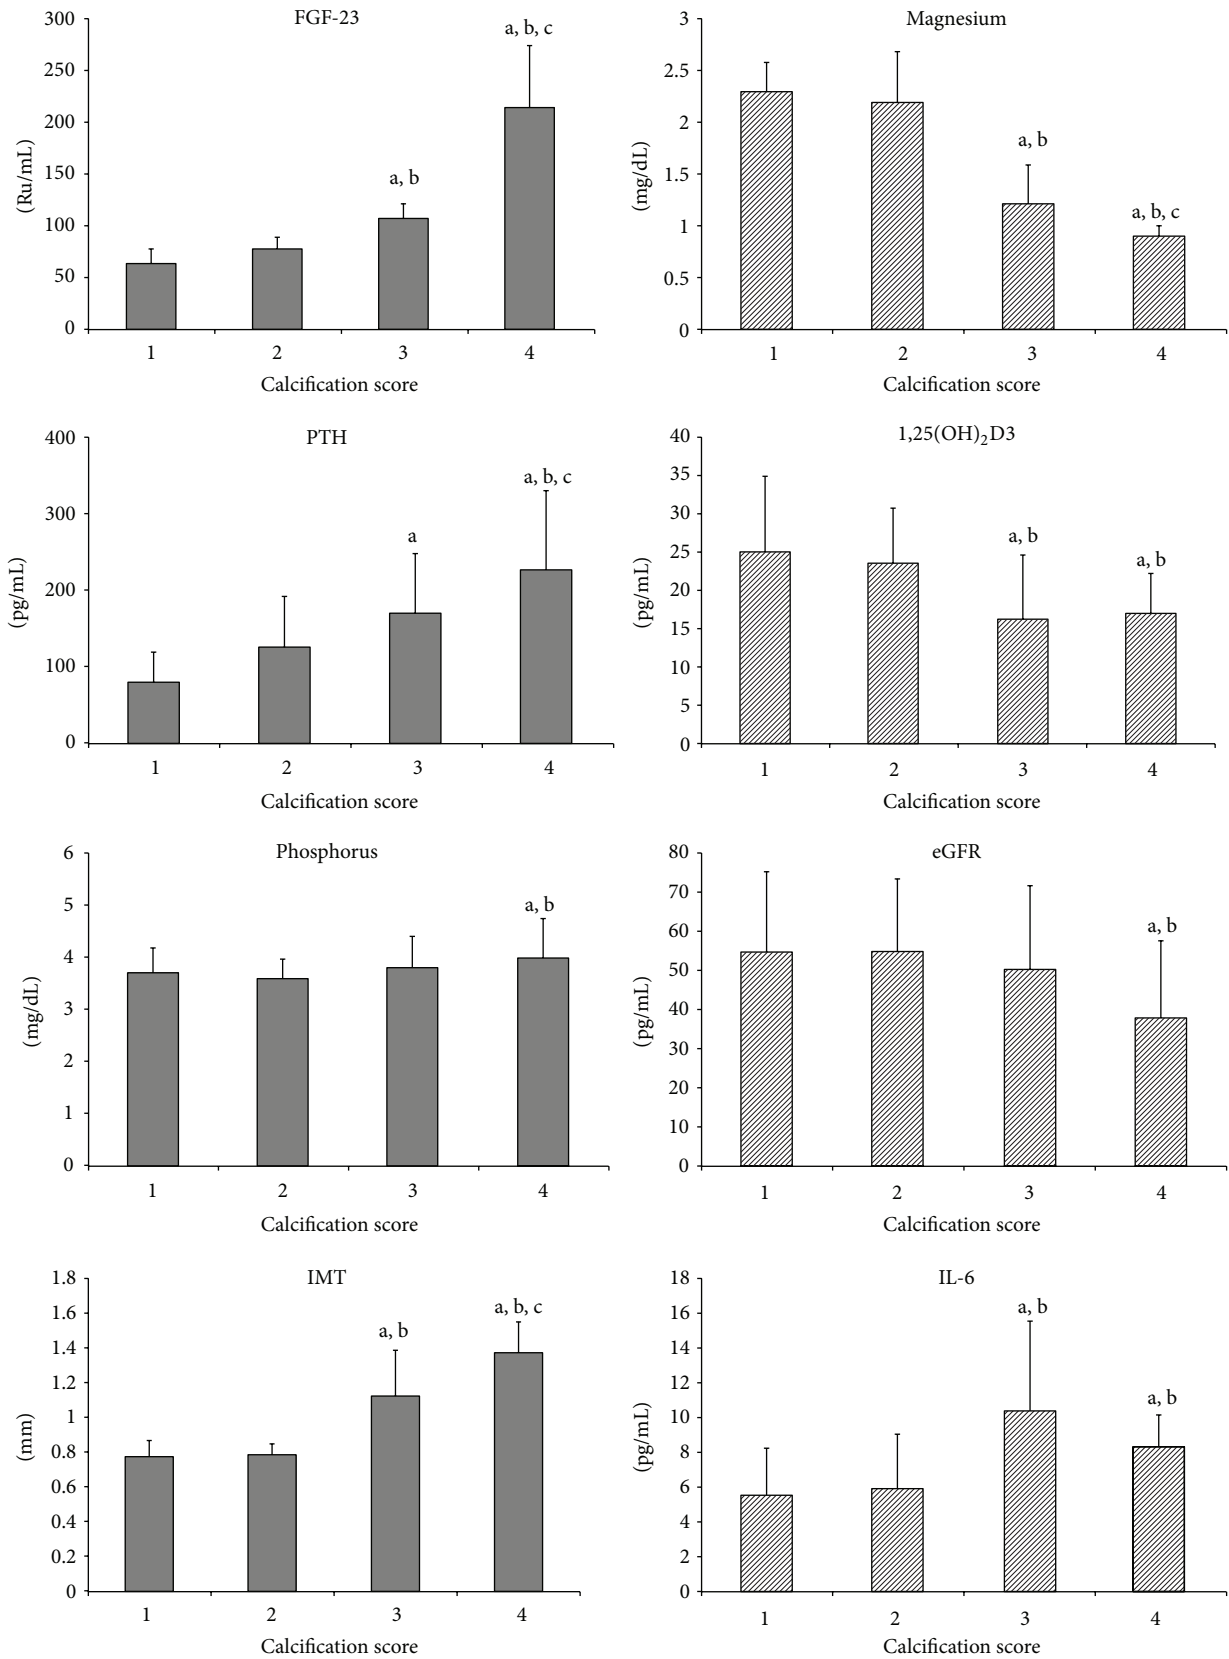 FGF-23
300
250
200
150
100
50
0
(Ru/mL)
a, b
a, b, c
1 2 3 4
Calcification score
Magnesium
3
2.5
2
1.5
1
0.5
0
(mg/dL)
a, b
a, b, c
1 2 3 4
Calcification score
PTH
400
300
200
100
0
(pg/mL)
a
a, b, c
1 2 3 4
Calcification score
1,25(OH)₂D3
40
35
30
25
20
15
10
5
0
(pg/mL)
a, b
a, b
1 2 3 4
Calcification score
Phosphorus
6
5
4
3
2
1
0
(mg/dL)
a, b
1 2 3 4
Calcification score
eGFR
80
70
60
50
40
30
20
10
0
(pg/mL)
a, b
1 2 3 4
Calcification score
IMT
1.8
1.6
1.4
1.2
1
0.8
0.6
0.4
0.2
0
(mm)
a, b
a, b, c
1 2 3 4
Calcification score
IL-6
18
16
14
12
10
8
6
4
2
0
(pg/mL)
a, b
a, b
1 2 3 4
Calcification score